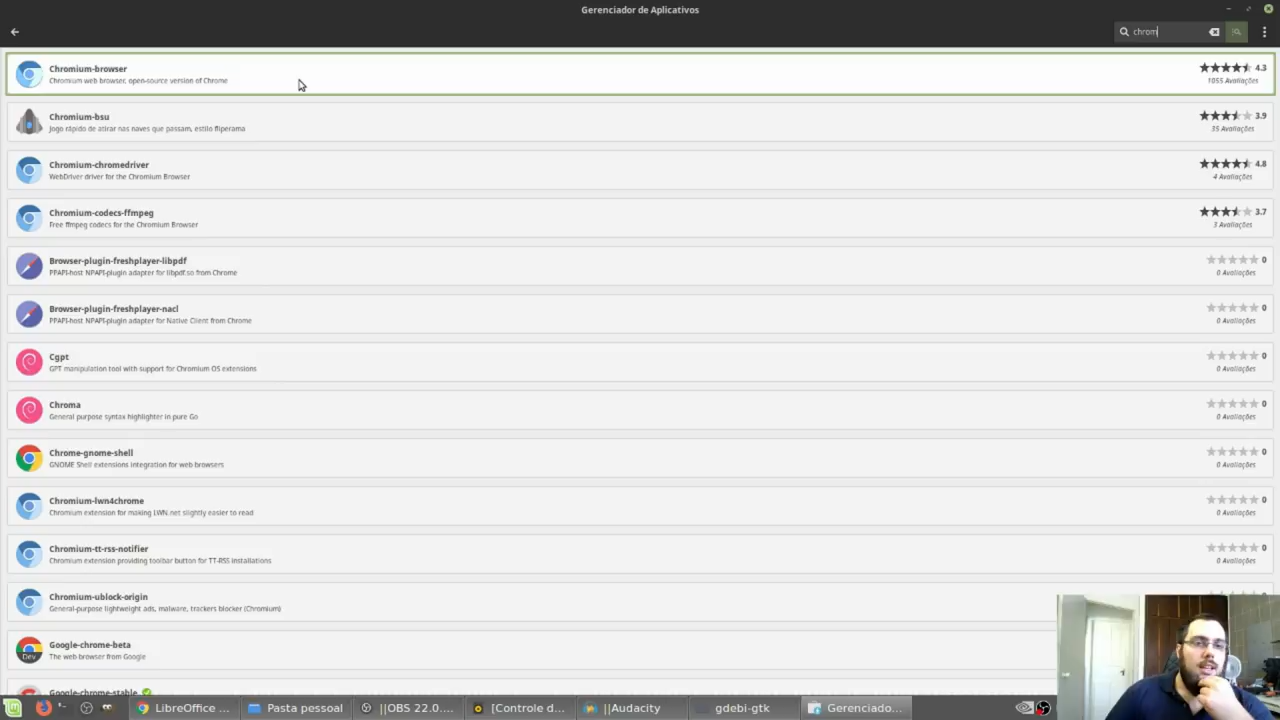 Gerenciador de Aplicativos
chrom
Chromium-browser
Chromium web browser, open-source version of Chrome
4.3
1055 Avaliações
Chromium-bsu
Jogo rápido de atirar nas naves que passam, estilo fliperama
3.9
35 Avaliações
Chromium-chromedriver
WebDriver driver for the Chromium Browser
4.8
4 Avaliações
Chromium-codecs-ffmpeg
Free ffmpeg codecs for the Chromium Browser
3.7
3 Avaliações
Browser-plugin-freshplayer-libpdf
PPAPI-host NPAPI-plugin adapter for libpdf.so from Chrome
0
0 Avaliações
Browser-plugin-freshplayer-nacl
PPAPI-host NPAPI-plugin adapter for Native Client from Chrome
0
0 Avaliações
Cgpt
GPT manipulation tool with support for Chromium OS extensions
0
0 Avaliações
Chroma
General purpose syntax highlighter in pure Go
0
0 Avaliações
Chrome-gnome-shell
GNOME Shell extensions integration for web browsers
0
0 Avaliações
Chromium-lwn4chrome
Chromium extension for making LWN.net slightly easier to read
0
0 Avaliações
Chromium-tt-rss-notifier
Chromium extension providing toolbar button for TT-RSS installations
0
0 Avaliações
Chromium-ublock-origin
General-purpose lightweight ads, malware, trackers blocker (Chromium)
Google-chrome-beta
The web browser from Google
Dev
Google-chrome-stable
LibreOffice ...
Pasta pessoal
||OBS 22.0....
[Controle d...
||Audacity
gdebi-gtk
Gerenciado...